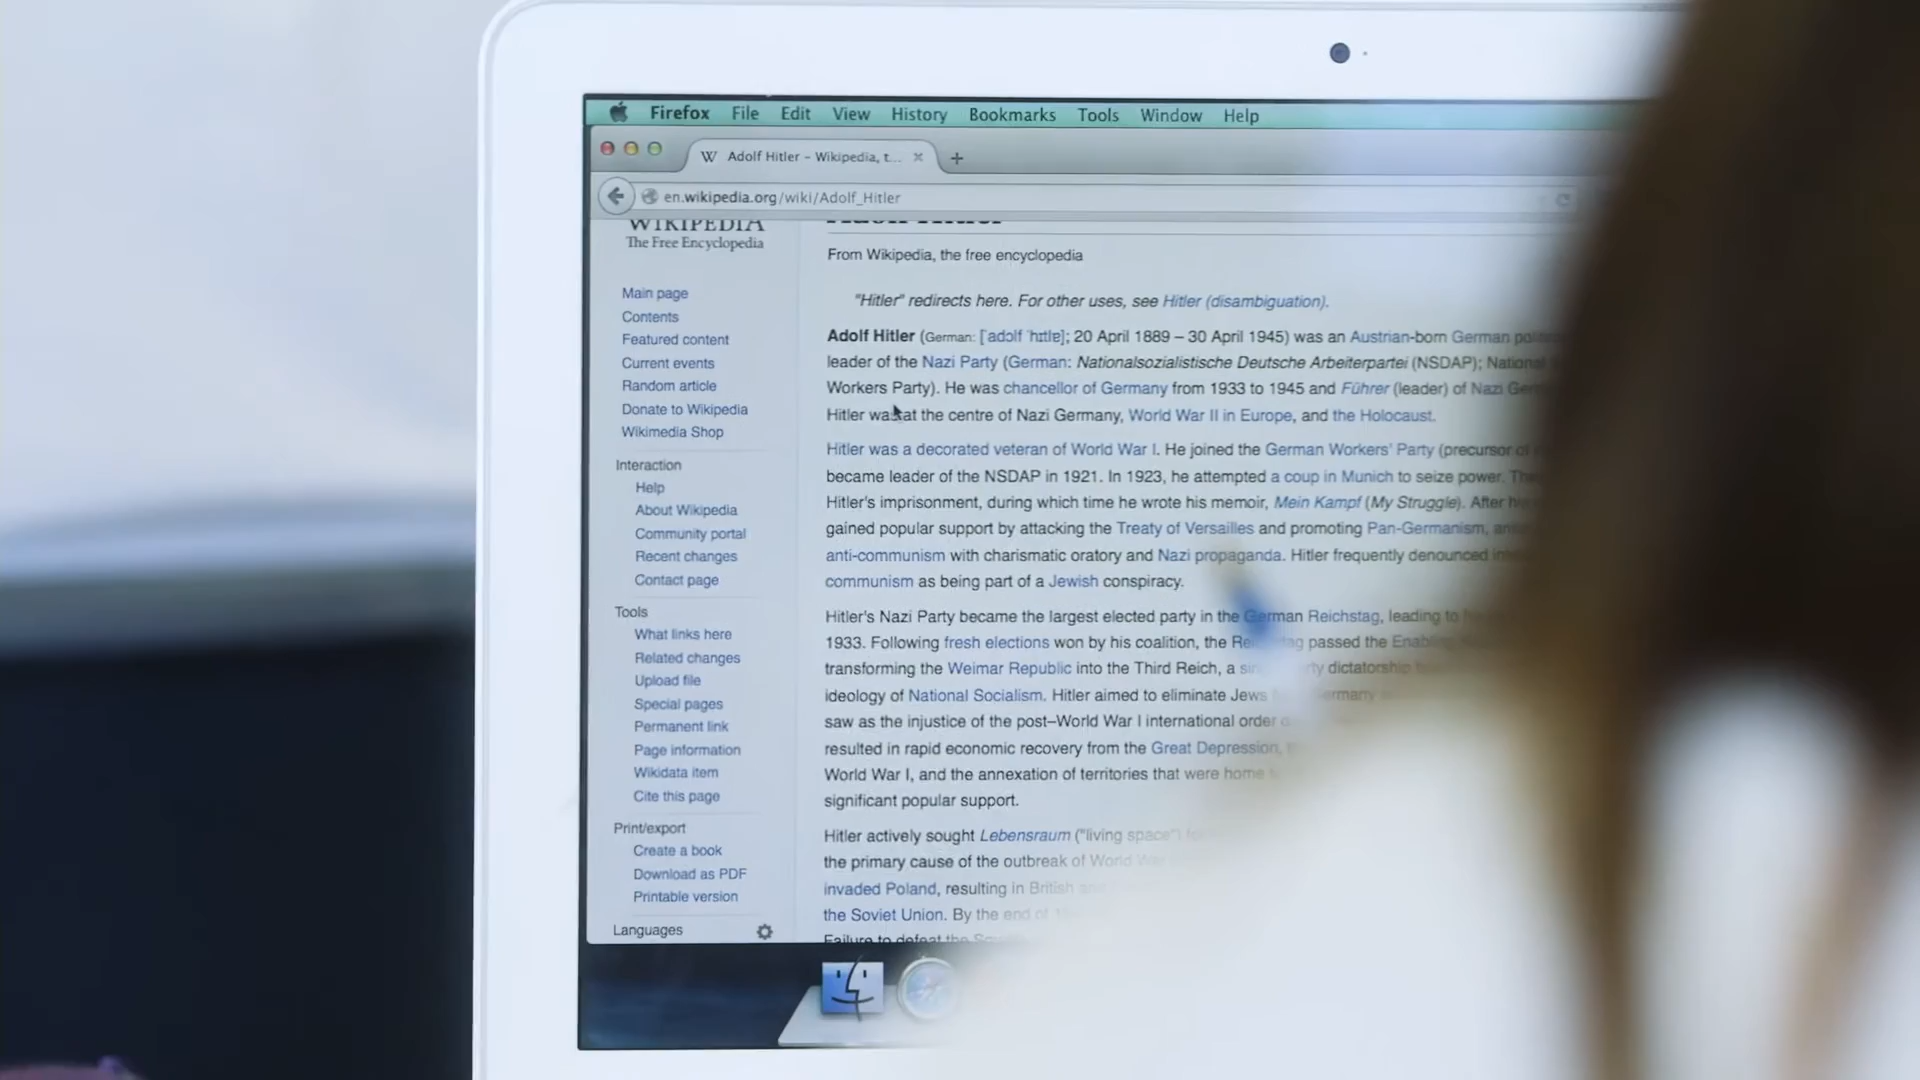 Firefox File Edit View History Bookmarks Tools Window Help
W Adolf Hitler – Wikipedia, t...
en.wikipedia.org/wiki/Adolf_Hitler
WIKIPEDIA
The Free Encyclopedia
Main page
Contents
Featured content
Current events
Random article
Donate to Wikipedia
Wikimedia Shop
Interaction
Help
About Wikipedia
Community portal
Recent changes
Contact page
Tools
What links here
Related changes
Upload file
Special pages
Permanent link
Page information
Wikidata item
Cite this page
Print/export
Create a book
Download as PDF
Printable version
Languages
Adolf Hitler
From Wikipedia, the free encyclopedia
"Hitler" redirects here. For other uses, see Hitler (disambiguation).
Adolf Hitler (German: [ˈadɔlf ˈhɪtlɐ]; 20 April 1889 – 30 April 1945) was an Austrian-born German
leader of the Nazi Party (German: Nationalsozialistische Deutsche Arbeiterpartei (NSDAP); National
Workers Party). He was chancellor of Germany from 1933 to 1945 and Führer (leader) of Nazi
Hitler was at the centre of Nazi Germany, World War II in Europe, and the Holocaust.
Hitler was a decorated veteran of World War I. He joined the German Workers' Party (precursor of
became leader of the NSDAP in 1921. In 1923, he attempted a coup in Munich to seize power.
Hitler's imprisonment, during which time he wrote his memoir, Mein Kampf (My Struggle). After
gained popular support by attacking the Treaty of Versailles and promoting Pan-Germanism,
anti-communism with charismatic oratory and Nazi propaganda. Hitler frequently denounced
communism as being part of a Jewish conspiracy.
Hitler's Nazi Party became the largest elected party in the German Reichstag, leading to
1933. Following fresh elections won by his coalition, the Reichstag passed the
transforming the Weimar Republic into the Third Reich, a dictatorship
ideology of National Socialism. Hitler aimed to eliminate Jews Germany
saw as the injustice of the post–World War I international order
resulted in rapid economic recovery from the Great Depression,
World War I, and the annexation of territories that were home
significant popular support.
Hitler actively sought Lebensraum ("living space")
the primary cause of the outbreak of World
invaded Poland, resulting in British
the Soviet Union. By the end of
Failure to defeat the